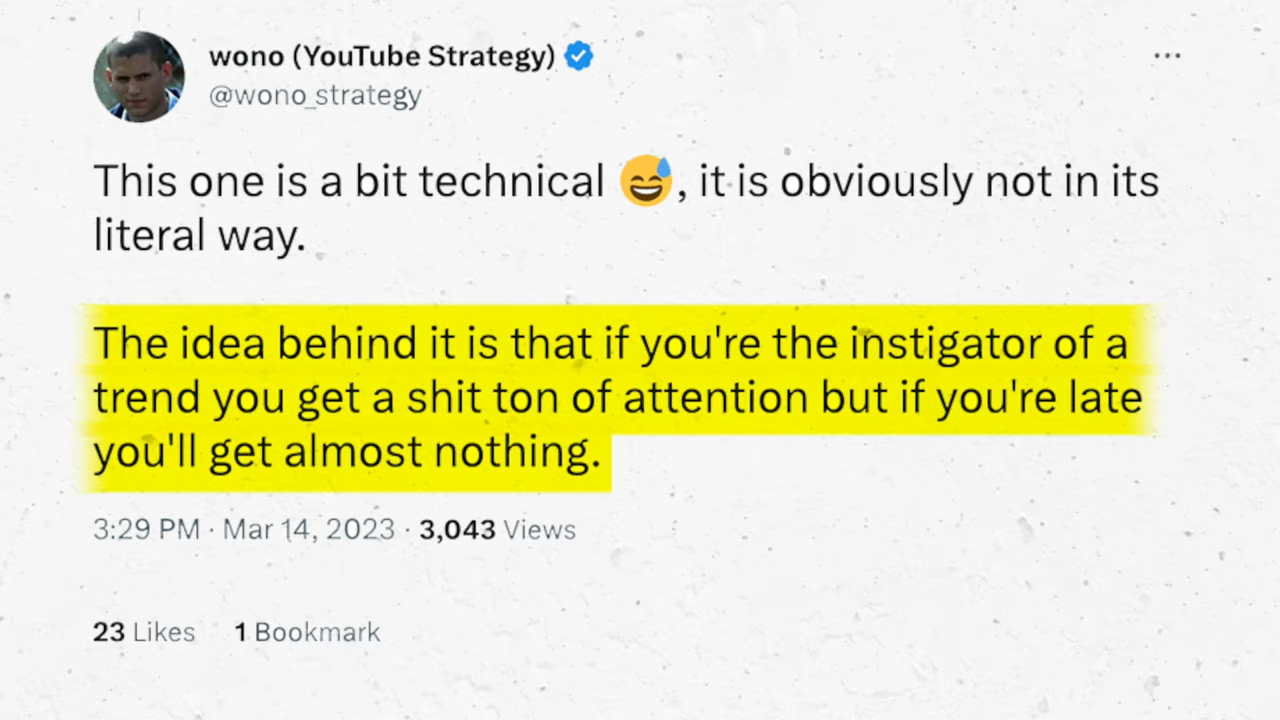 wono (YouTube Strategy)
@wono_strategy
This one is a bit technical 😅, it is obviously not in its
literal way.
The idea behind it is that if you're the instigator of a
trend you get a shit ton of attention but if you're late
you'll get almost nothing.
3:29 PM · Mar 14, 2023 · 3,043 Views
23 Likes 1 Bookmark